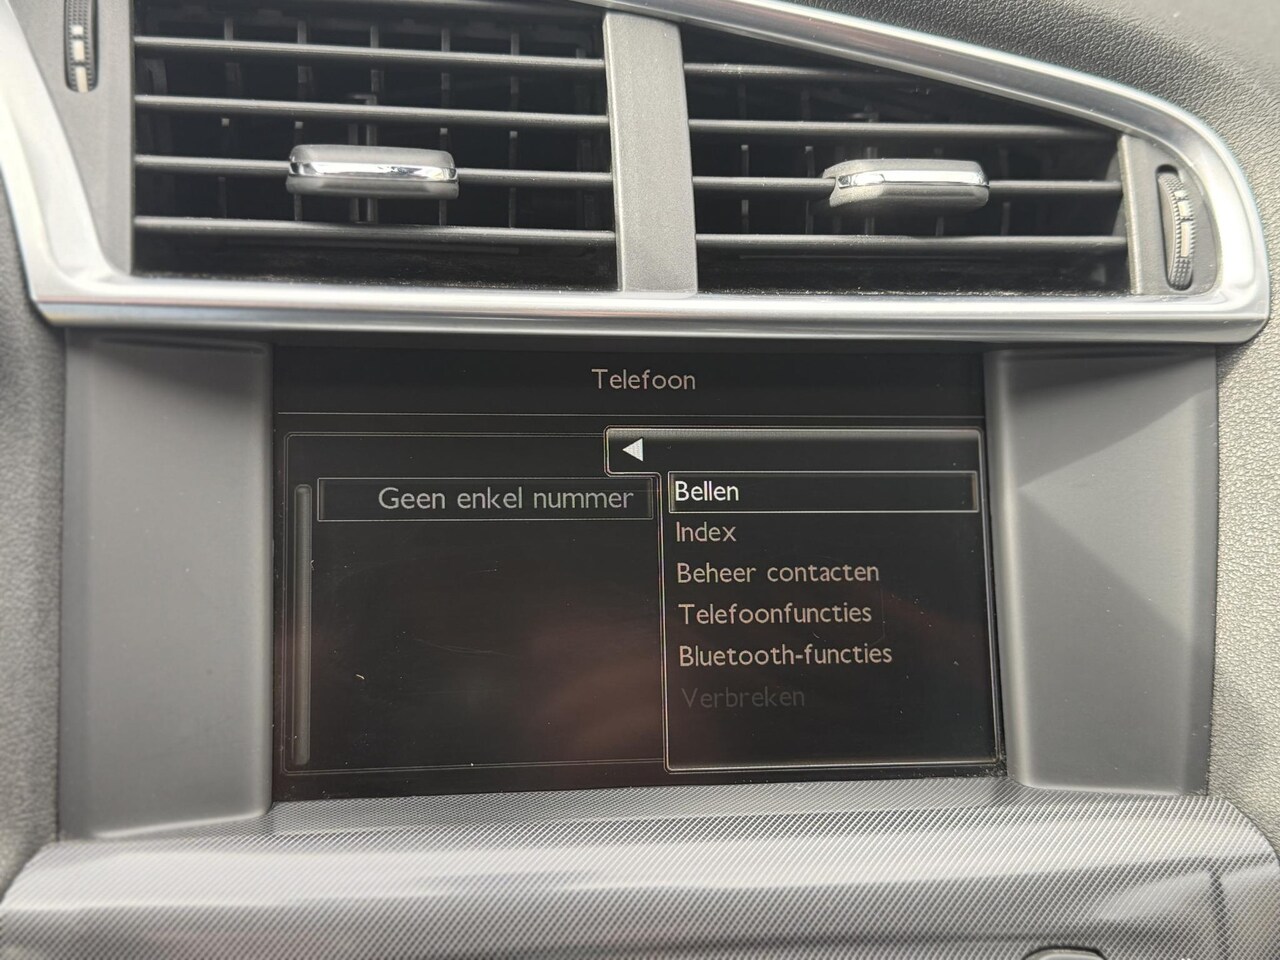 Telefoon
Geen enkel nummer
Bellen
Index
Beheer contacten
Telefoonfuncties
Bluetooth-functies
Verbreken